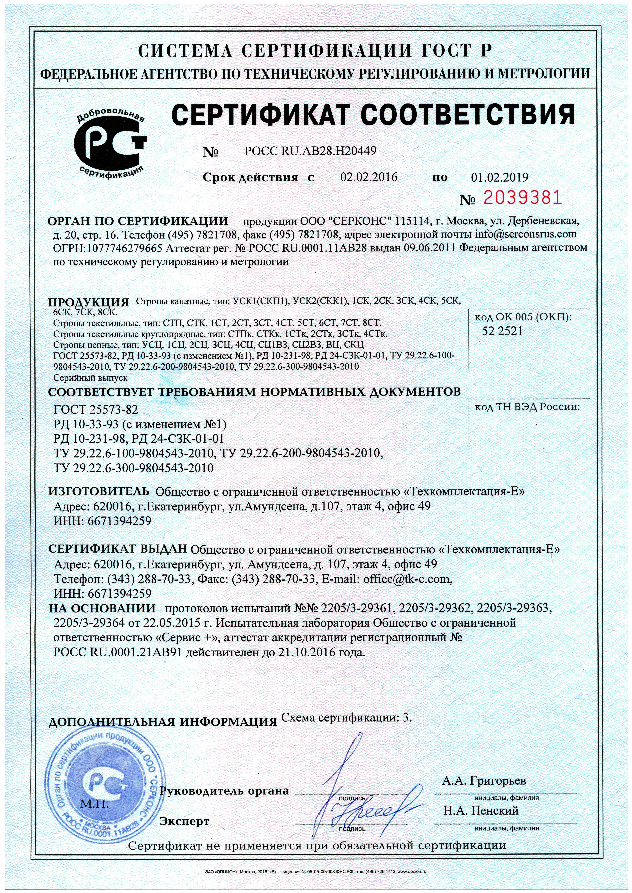 СИСТЕМА СЕРТИФИКАЦИИ ГОСТ Р
ФЕДЕРАЛЬНОЕ АГЕНТСТВО ПО ТЕХНИЧЕСКОМУ РЕГУЛИРОВАНИЮ И МЕТРОЛОГИИ
Добровольная
РСТ
сертификация
СЕРТИФИКАТ СООТВЕТСТВИЯ
№ РОСС RU.АВ28.Н20449
Срок действия с 02.02.2016 по 01.02.2019
№ 2039381
ОРГАН ПО СЕРТИФИКАЦИИ продукции ООО "СЕРКОНС" 115114, г. Москва, ул. Дербеневская,
д. 20, стр. 16. Телефон (495) 7821708, факс (495) 7821708, адрес электронной почты info@serconsrus.com
ОГРН:1077746279665 Аттестат рег. № РОСС RU.0001.11АВ28 выдан 09.06.2011 Федеральным агентством
по техническому регулированию и метрологии
ПРОДУКЦИЯ Стропы канатные, тип: УСК1(СКП1), УСК2(СКК1), 1СК, 2СК, 3СК, 4СК, 5СК,
6СК, 7СК, 8СК.
Стропы текстильные, тип: СТП, СТК, 1СТ, 2СТ, 3СТ, 4СТ, 5СТ, 6СТ, 7СТ, 8СТ.
Стропы текстильные круглопрядные, тип: СТПк, СТКк, 1СТк, 2СТк, 3СТк, 4СТк.
Стропы цепные, тип: УСЦ, 1СЦ, 2СЦ, 3СЦ, 4СЦ, СЦ1ВЗ, СЦ2ВЗ, ВЦ, СКЦ
ГОСТ 25573-82, РД 10-33-93 (с изменением №1), РД 10-231-98, РД 24-СЗК-01-01, ТУ 29.22.6-100-
9804543-2010, ТУ 29.22.6-200-9804543-2010, ТУ 29.22.6-300-9804543-2010
Серийный выпуск
код ОК 005 (ОКП):
52 2521
СООТВЕТСТВУЕТ ТРЕБОВАНИЯМ НОРМАТИВНЫХ ДОКУМЕНТОВ
ГОСТ 25573-82
РД 10-33-93 (с изменением №1)
РД 10-231-98, РД 24-СЗК-01-01
ТУ 29.22.6-100-9804543-2010, ТУ 29.22.6-200-9804543-2010,
ТУ 29.22.6-300-9804543-2010
код ТН ВЭД России:
ИЗГОТОВИТЕЛЬ Общество с ограниченной ответственностью «Техкомплектация-Е»
Адрес: 620016, г.Екатеринбург, ул.Амундсена, д.107, этаж 4, офис 49
ИНН: 6671394259
СЕРТИФИКАТ ВЫДАН Общество с ограниченной ответственностью «Техкомплектация-Е»
Адрес: 620016, г.Екатеринбург, ул. Амундсена, д. 107, этаж 4, офис 49
Телефон: (343) 288-70-33, Факс: (343) 288-70-33, E-mail: office@tk-e.com,
ИНН: 6671394259
НА ОСНОВАНИИ протоколов испытаний №№ 2205/3-29361, 2205/3-29362, 2205/3-29363,
2205/3-29364 от 22.05.2015 г. Испытательная лаборатория Общество с ограниченной
ответственностью «Сервис +», аттестат аккредитации регистрационный №
РОСС RU.0001.21АВ91 действителен до 21.10.2016 года.
ДОПОЛНИТЕЛЬНАЯ ИНФОРМАЦИЯ Схема сертификации: 3.
Орган по сертификации продукции ООО "СЕРКОНС"
РСТ
* МОСКВА *
РОСС RU.0001.11АВ28
М.П.
Руководитель органа
подпись
А.А. Григорьев
инициалы, фамилия
Эксперт
подпись
Н.А. Пенский
инициалы, фамилия
Сертификат не применяется при обязательной сертификации